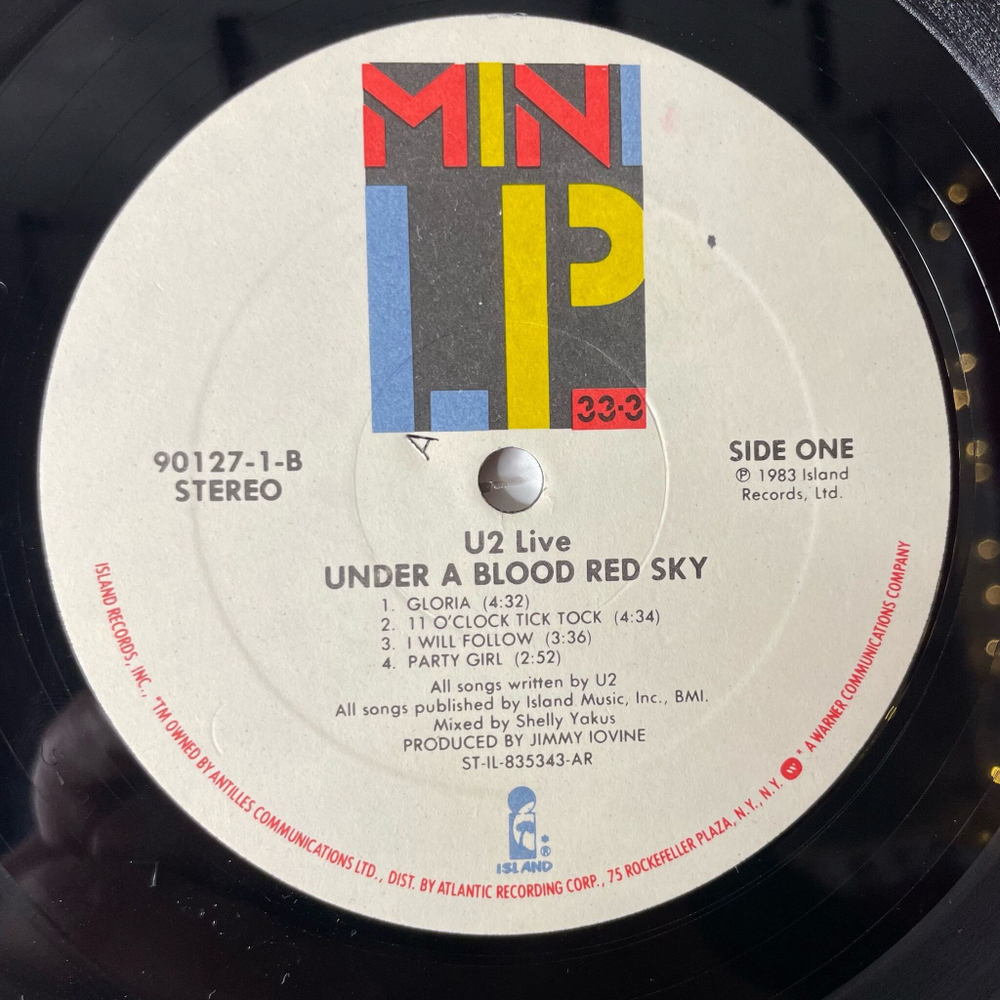 MINI
LP
33·3
A
90127-1-B
STEREO
SIDE ONE
℗ 1983 Island
Records, Ltd.
U2 Live
UNDER A BLOOD RED SKY
1. GLORIA (4:32)
2. 11 O'CLOCK TICK TOCK (4:34)
3. I WILL FOLLOW (3:36)
4. PARTY GIRL (2:52)
All songs written by U2
All songs published by Island Music, Inc., BMI.
Mixed by Shelly Yakus
PRODUCED BY JIMMY IOVINE
ST-IL-835343-AR
* ®
ISLAND
ISLAND RECORDS, INC., *TM OWNED BY ANTILLES COMMUNICATIONS LTD., DIST. BY ATLANTIC RECORDING CORP., 75 ROCKEFELLER PLAZA, N.Y., N.Y. W * A WARNER COMMUNICATIONS COMPANY